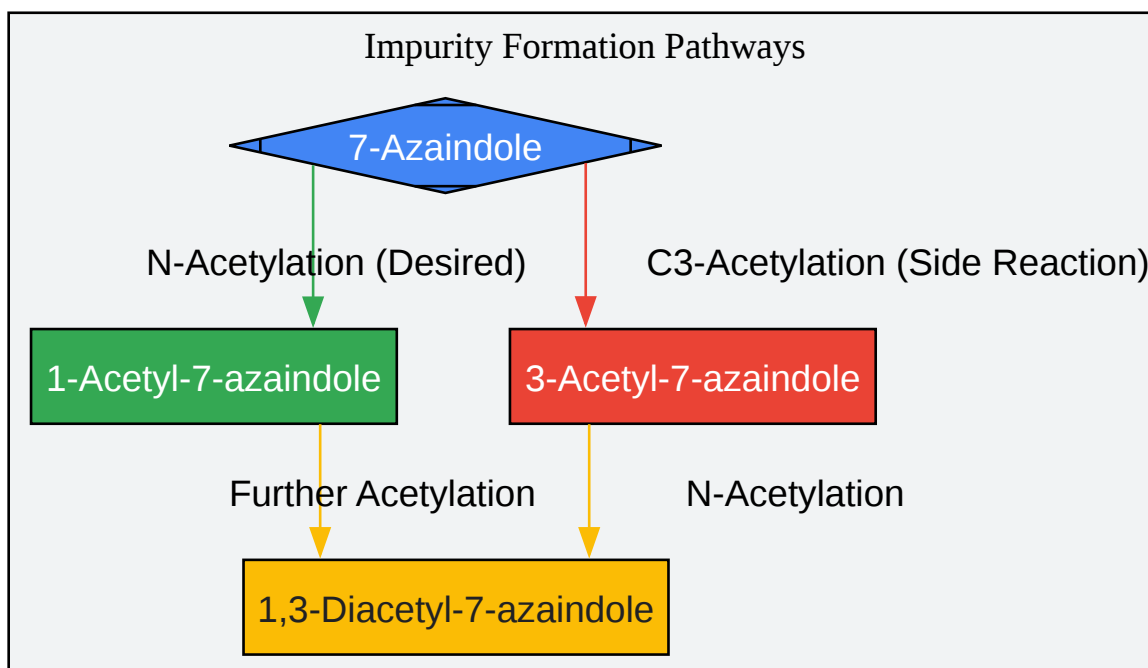 Impurity Formation Pathways
7-Azaindole
N-Acetylation (Desired)
C3-Acetylation (Side Reaction)
1-Acetyl-7-azaindole
3-Acetyl-7-azaindole
Further Acetylation
N-Acetylation
1,3-Diacetyl-7-azaindole